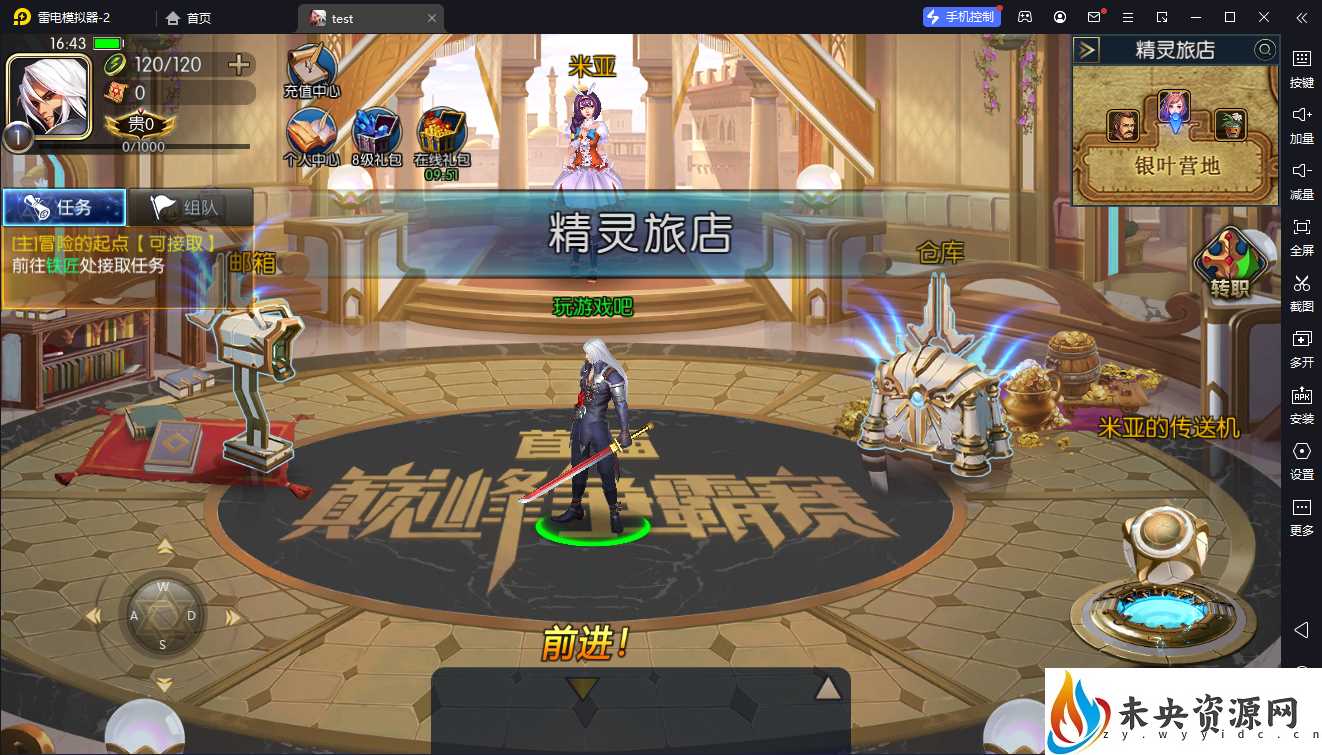 雷电模拟器-2
首页
test
手机控制
16:43
120/120
0
贵0
0/1000
1
充值中心
个人中心
8级礼包
在线礼包
09:51
米亚
精灵旅店
银叶营地
任务
组队
[主]冒险的起点【 可接取 】
前往铁匠处接取任务
邮箱
精灵旅店
仓库
转职
玩游戏吧
米亚的传送机
巅峰争霸赛
W
A
D
S
前进!
按键
加量
减量
全屏
截图
多开
APK
安装
设置
更多
未央资源网
zy.wyyidc.cn